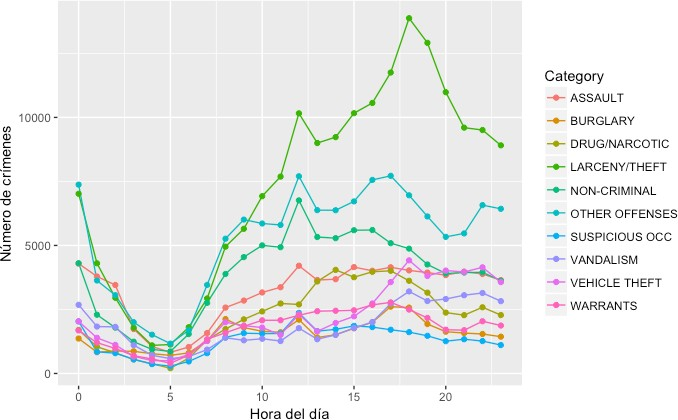 Número de crímenes
10000
5000
0
0
5
10
15
20
Hora del día
Category
ASSAULT
BURGLARY
DRUG/NARCOTIC
LARCENY/THEFT
NON-CRIMINAL
OTHER OFFENSES
SUSPICIOUS OCC
VANDALISM
VEHICLE THEFT
WARRANTS